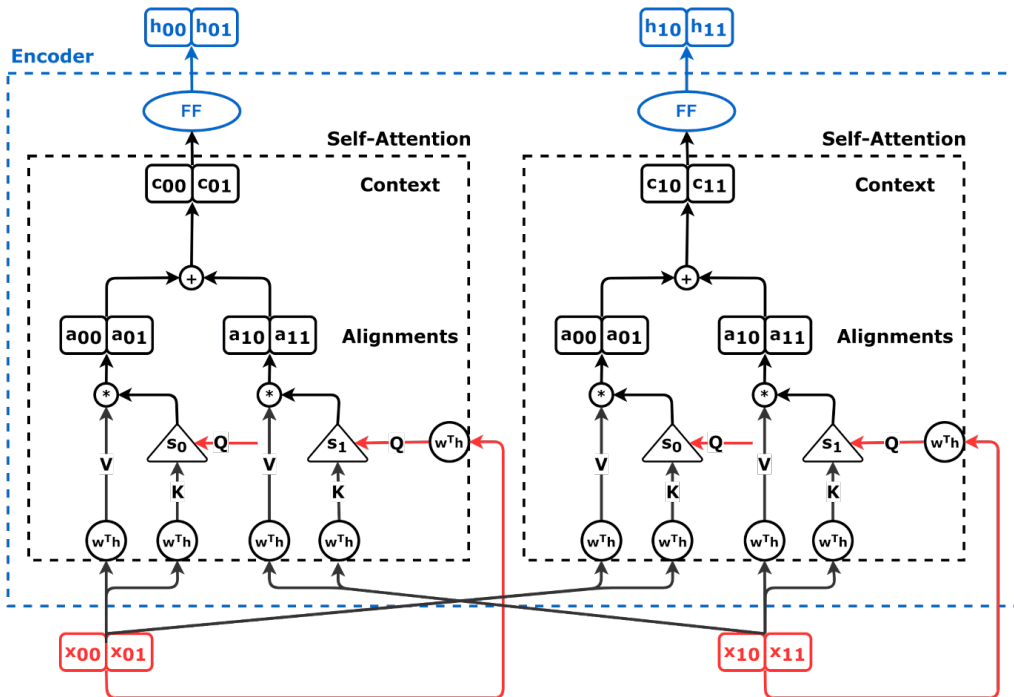 h00 h01 h10 h11
Encoder
FF FF
Self-Attention Self-Attention
c00 c01 Context c10 c11 Context
+ +
a00 a01 a10 a11 Alignments a00 a01 a10 a11 Alignments
* * * *
s0 Q s1 Q wTh s0 Q s1 Q wTh
V V V V
K K K K
wTh wTh wTh wTh wTh wTh wTh wTh
x00 x01 x10 x11